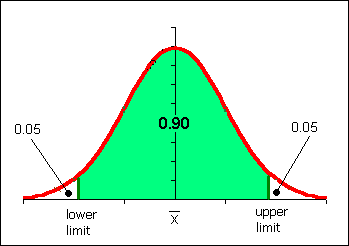 0.90
0.05
0.05
lower
limit
x̅
upper
limit